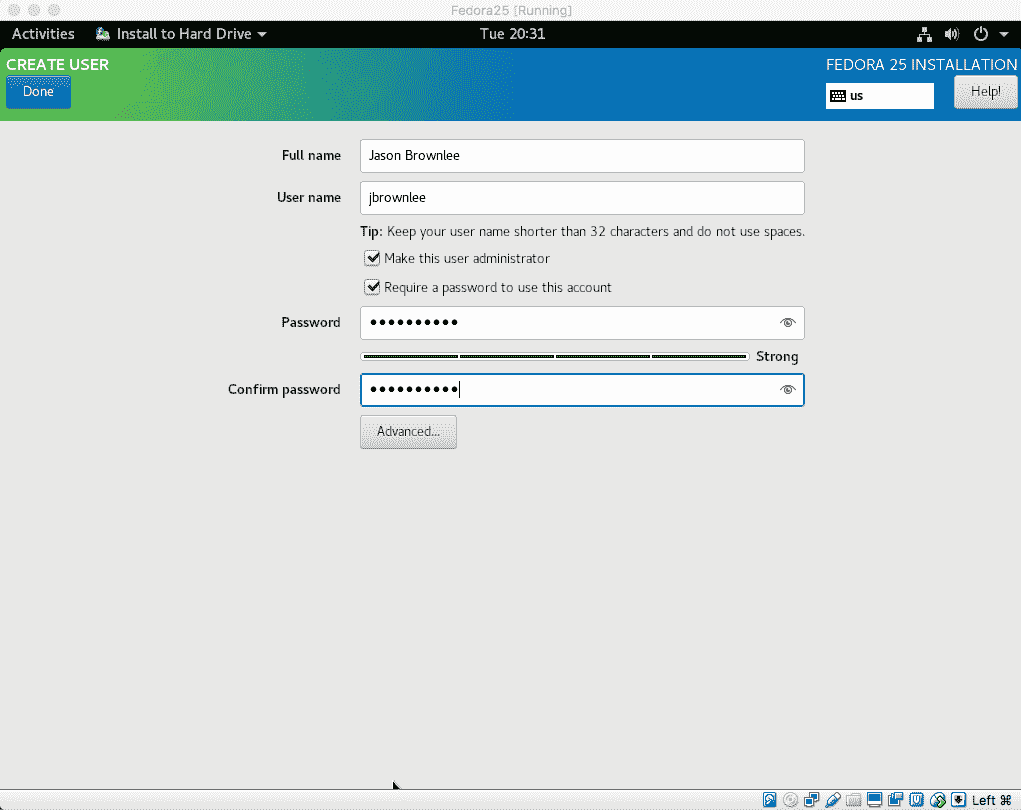 Fedora25 [Running]
Activities Install to Hard Drive Tue 20:31
CREATE USER FEDORA 25 INSTALLATION
Done us Help!
Full name Jason Brownlee
User name jbrownlee
Tip: Keep your user name shorter than 32 characters and do not use spaces.
Make this user administrator
Require a password to use this account
Password ●●●●●●●●●●
Strong
Confirm password ●●●●●●●●●●
Advanced...
Left ⌘